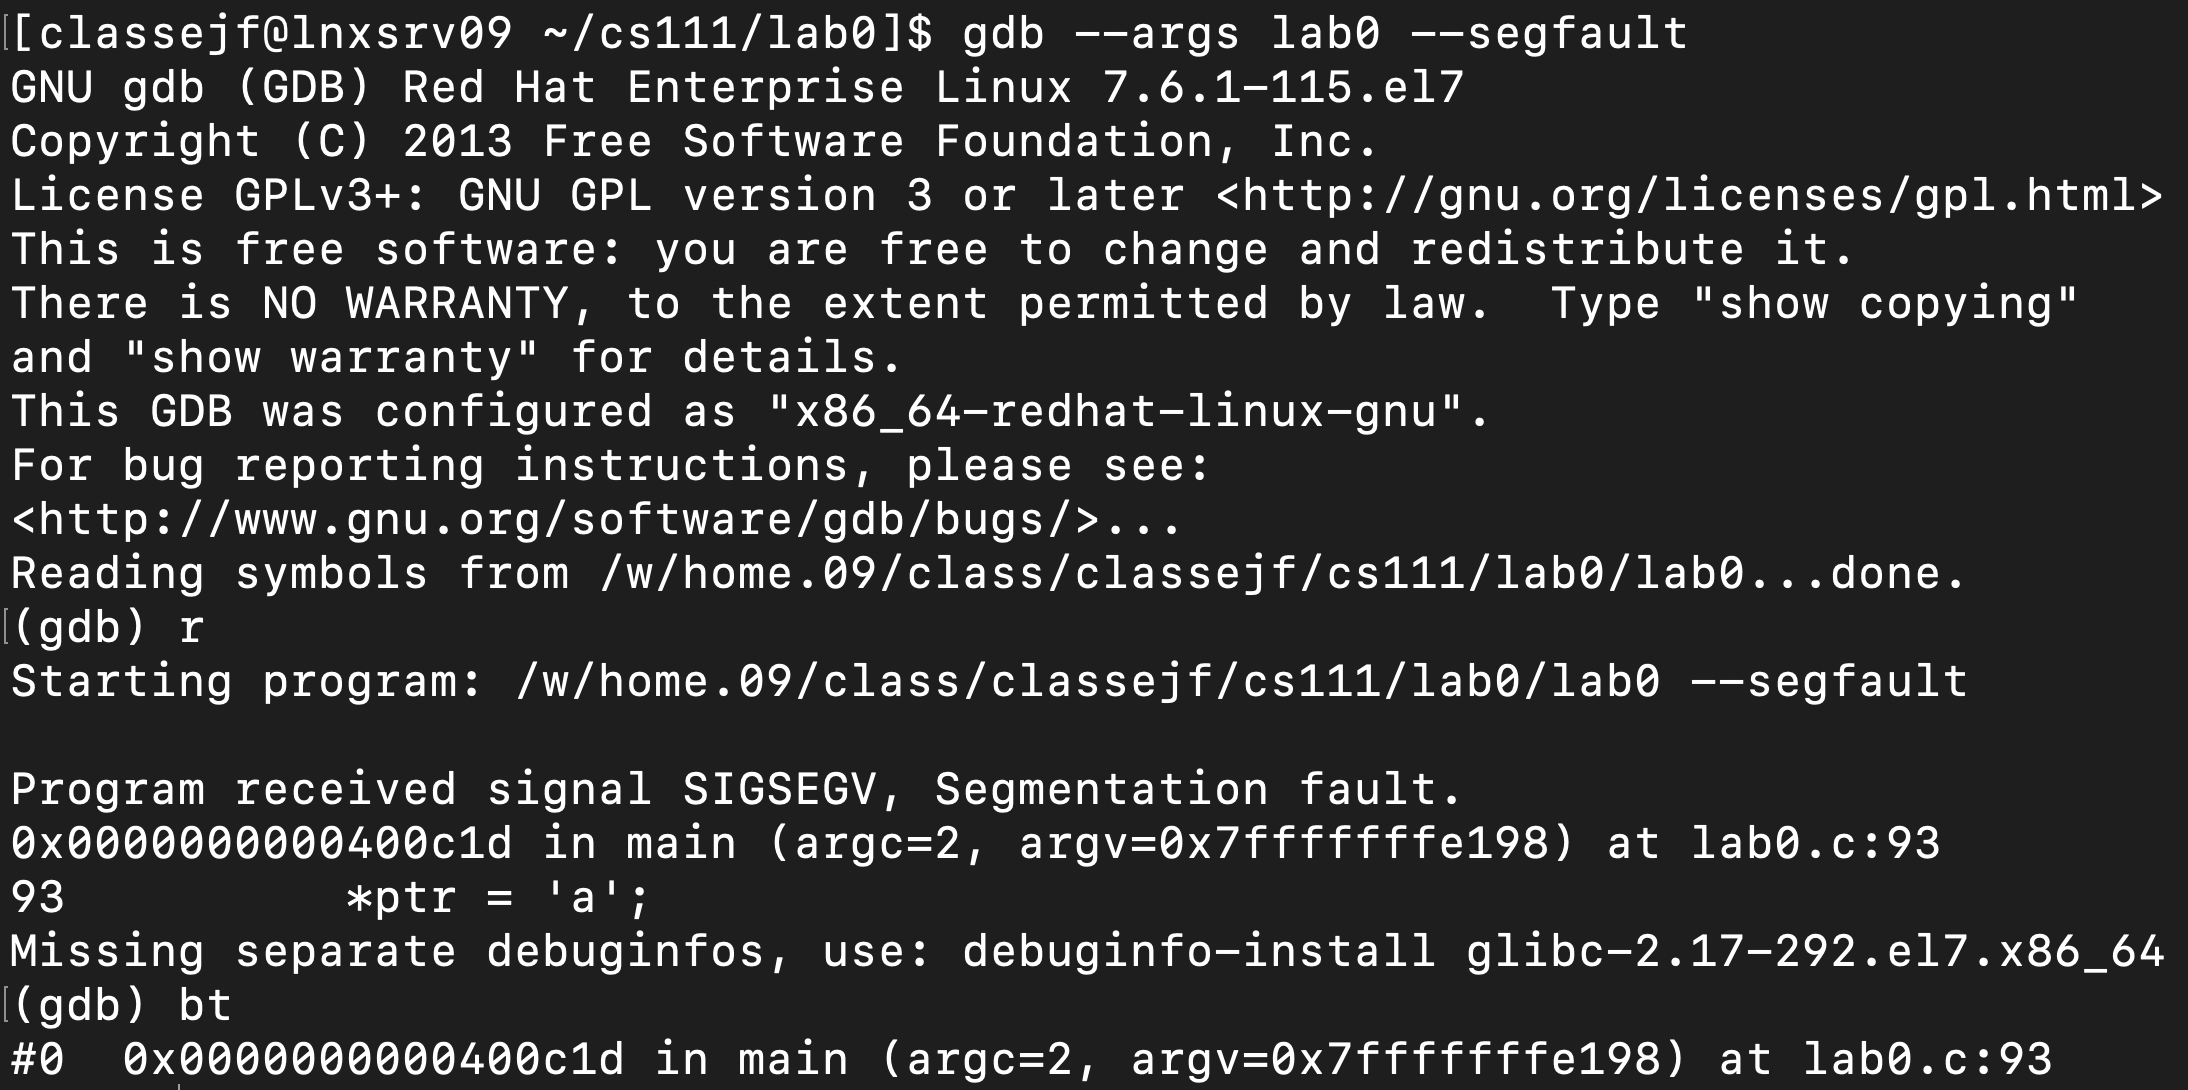 [classejf@lnxsrv09 ~/cs111/lab0]$ gdb --args lab0 --segfault
GNU gdb (GDB) Red Hat Enterprise Linux 7.6.1-115.el7
Copyright (C) 2013 Free Software Foundation, Inc.
License GPLv3+: GNU GPL version 3 or later <http://gnu.org/licenses/gpl.html>
This is free software: you are free to change and redistribute it.
There is NO WARRANTY, to the extent permitted by law.  Type "show copying"
and "show warranty" for details.
This GDB was configured as "x86_64-redhat-linux-gnu".
For bug reporting instructions, please see:
<http://www.gnu.org/software/gdb/bugs/>...
Reading symbols from /w/home.09/class/classejf/cs111/lab0/lab0...done.
(gdb) r
Starting program: /w/home.09/class/classejf/cs111/lab0/lab0 --segfault

Program received signal SIGSEGV, Segmentation fault.
0x0000000000400c1d in main (argc=2, argv=0x7fffffffe198) at lab0.c:93
93          *ptr = 'a';
Missing separate debuginfos, use: debuginfo-install glibc-2.17-292.el7.x86_64
(gdb) bt
#0  0x0000000000400c1d in main (argc=2, argv=0x7fffffffe198) at lab0.c:93